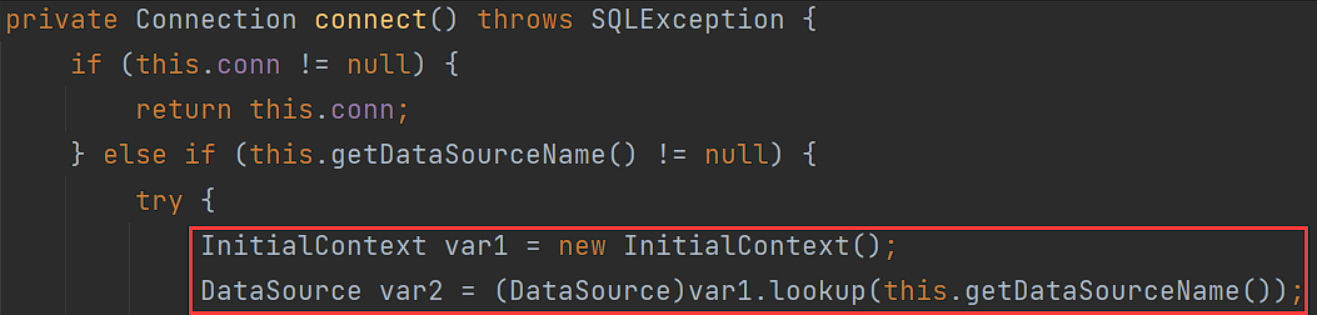 private Connection connect() throws SQLException {
if (this.conn != null) {
return this.conn;
} else if (this.getDataSourceName() != null) {
try {
InitialContext var1 = new InitialContext();
DataSource var2 = (DataSource)var1.lookup(this.getDataSourceName());